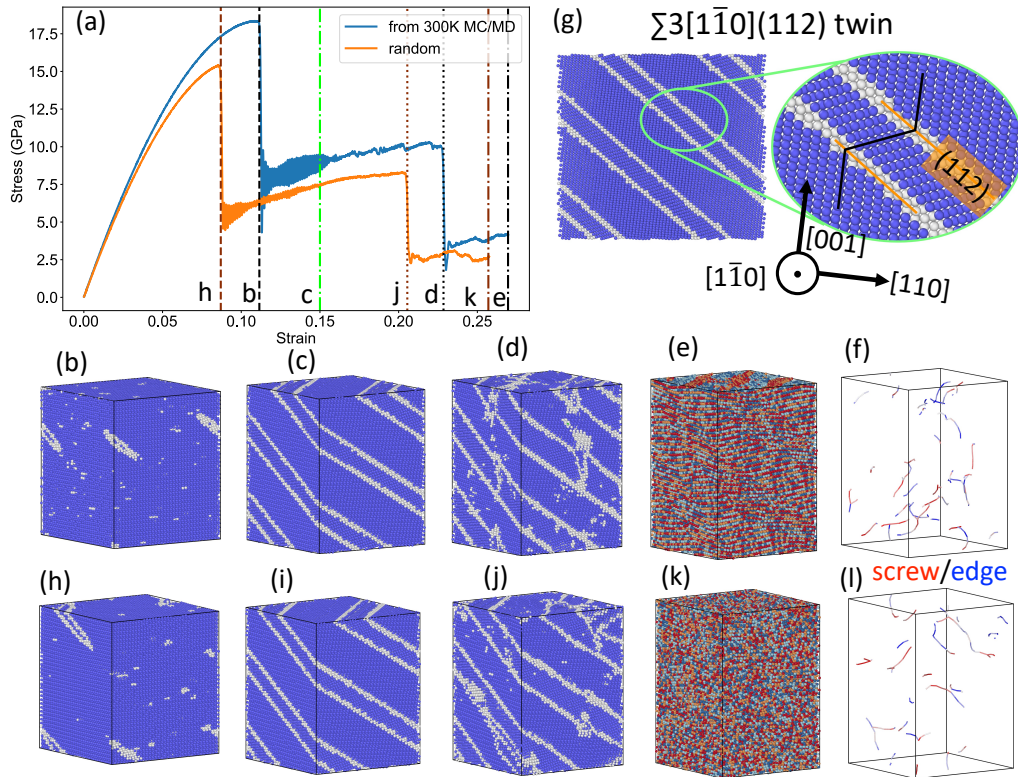 (a)
17.5
15.0
12.5
10.0
7.5
5.0
2.5
0.0
Stress (GPa)
from 300K MC/MD
random
h
b
c
j
d
k
e
0.00
0.05
0.10
0.15
0.20
0.25
Strain
(g)
∑3[1̅1̅0](112) twin
(112)
[001]
[11̅0]
[110]
(b)
(c)
(d)
(e)
(f)
(h)
(i)
(j)
(k)
(l)
screw/edge